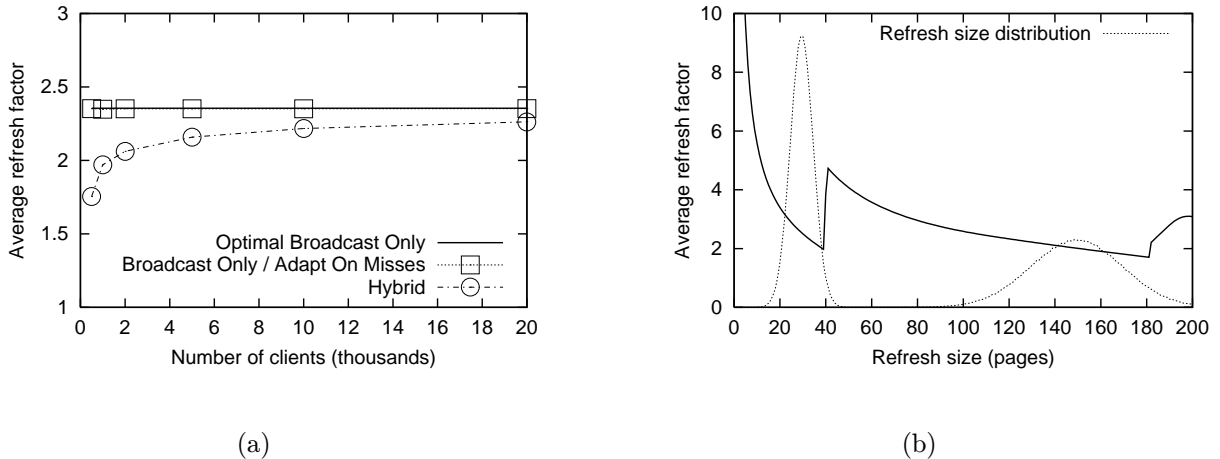 3
2.5
2
1.5
1
0 2 4 6 8 10 12 14 16 18 20
Average refresh factor
Number of clients (thousands)
Optimal Broadcast Only
Broadcast Only / Adapt On Misses
Hybrid
(a)
10
8
6
4
2
0
0 20 40 60 80 100 120 140 160 180 200
Average refresh factor
Refresh size (pages)
Refresh size distribution
(b)